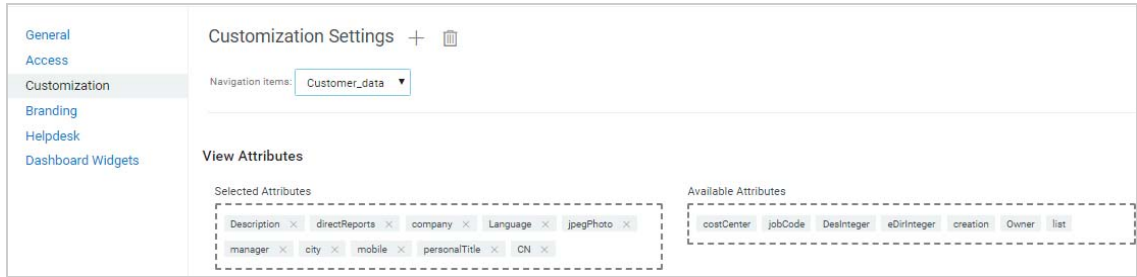 General
Access
Customization
Branding
Helpdesk
Dashboard Widgets
Customization Settings
Navigation items: Customer_data
View Attributes
Selected Attributes
Description directReports company Language jpegPhoto
manager city mobile personalTitle CN
Available Attributes
costCenter jobCode DesInteger eDirInteger creation Owner list